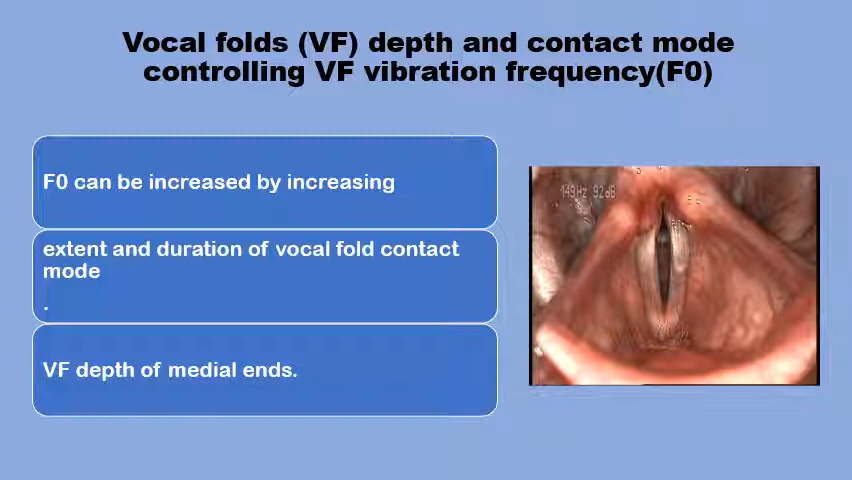 Vocal folds (VF) depth and contact mode
controlling VF vibration frequency(F0)
F0 can be increased by increasing
extent and duration of vocal fold contact
mode
.
VF depth of medial ends.
149Hz 92dB